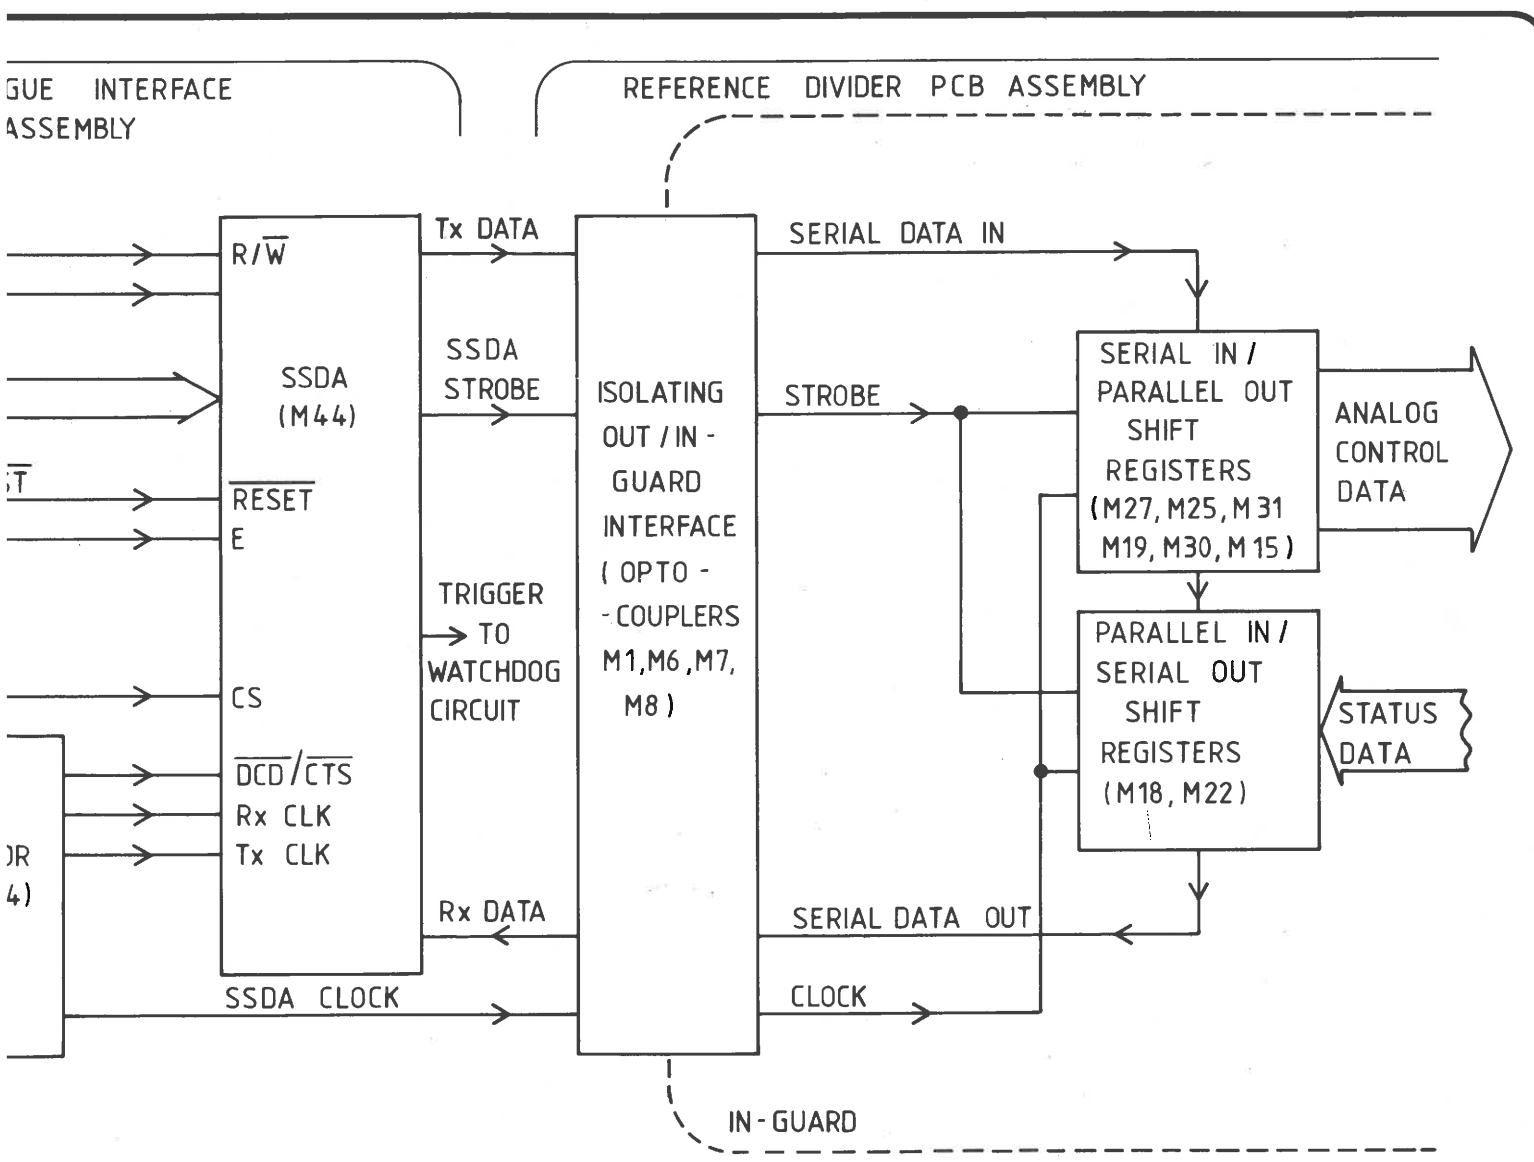 GUE INTERFACE
ASSEMBLY
REFERENCE DIVIDER PCB ASSEMBLY
R/W̅
SSDA
(M44)
S̅T̅
R̅E̅S̅E̅T̅
E
CS
D̅C̅D̅/C̅T̅S̅
Rx CLK
Tx CLK
OR
4)
Tx DATA
SSDA
STROBE
TRIGGER
TO
WATCHDOG
CIRCUIT
Rx DATA
SSDA CLOCK
ISOLATING
OUT/IN-
GUARD
INTERFACE
(OPTO-
-COUPLERS
M1,M6,M7,
M8)
SERIAL DATA IN
STROBE
SERIAL DATA OUT
CLOCK
SERIAL IN/
PARALLEL OUT
SHIFT
REGISTERS
(M27, M25, M31
M19, M30, M15)
ANALOG
CONTROL
DATA
PARALLEL IN/
SERIAL OUT
SHIFT
REGISTERS
(M18, M22)
STATUS
DATA
IN-GUARD